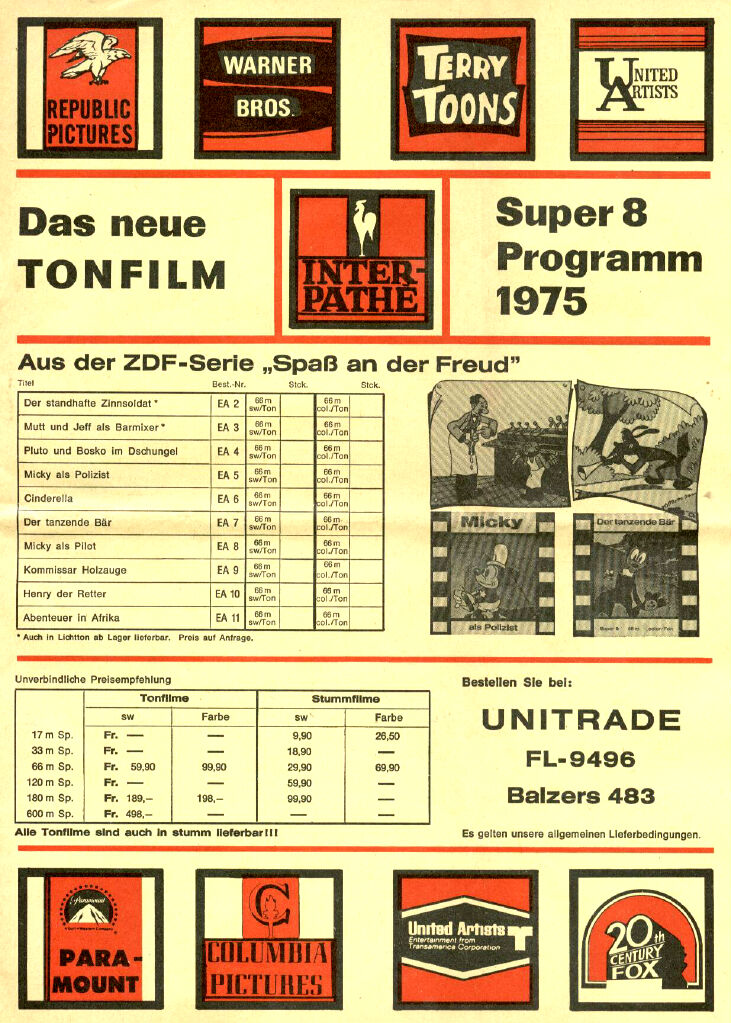 REPUBLIC
PICTURES
WARNER
BROS.
TERRY
TOONS
UNITED
ARTISTS
Das neue
TONFILM
INTER-
PATHÉ
Super 8
Programm
1975
Aus der ZDF-Serie „Spaß an der Freud”
Titel Best.-Nr. Stck. Stck.
Der standhafte Zinnsoldat * EA 2 66 m sw/Ton 66 m col./Ton
Mutt und Jeff als Barmixer * EA 3 66 m sw/Ton 66 m col./Ton
Pluto und Bosko im Dschungel EA 4 66 m sw/Ton 66 m col./Ton
Micky als Polizist EA 5 66 m sw/Ton 66 m col./Ton
Cinderella EA 6 66 m sw/Ton 66 m col./Ton
Der tanzende Bär EA 7 66 m sw/Ton 66 m col./Ton
Micky als Pilot EA 8 66 m sw/Ton 66 m col./Ton
Kommissar Holzauge EA 9 66 m sw/Ton 66 m col./Ton
Henry der Retter EA 10 66 m sw/Ton 66 m col./Ton
Abenteuer in Afrika EA 11 66 m sw/Ton 66 m col./Ton
* Auch in Lichtton ab Lager lieferbar. Preis auf Anfrage.
Micky
als Polizist
Der tanzende Bär
Super 8 66 m
Unverbindliche Preisempfehlung
Tonfilme Stummfilme
sw Farbe sw Farbe
17 m Sp. Fr. — — 9,90 26,50
33 m Sp. Fr. — — 18,90 —
66 m Sp. Fr. 59,90 99,90 29,90 69,90
120 m Sp. Fr. — — 59,90 —
180 m Sp. Fr. 189,– 198,– 99,90 —
600 m Sp. Fr. 498,– — — —
Alle Tonfilme sind auch in stumm lieferbar!!!
Bestellen Sie bei:
UNITRADE
FL-9496
Balzers 483
Es gelten unsere allgemeinen Lieferbedingungen.
Paramount
A Gulf+Western Company
PARA-
MOUNT
C
COLUMBIA
PICTURES
United Artists
Entertainment from
Transamerica Corporation
20th
CENTURY
FOX